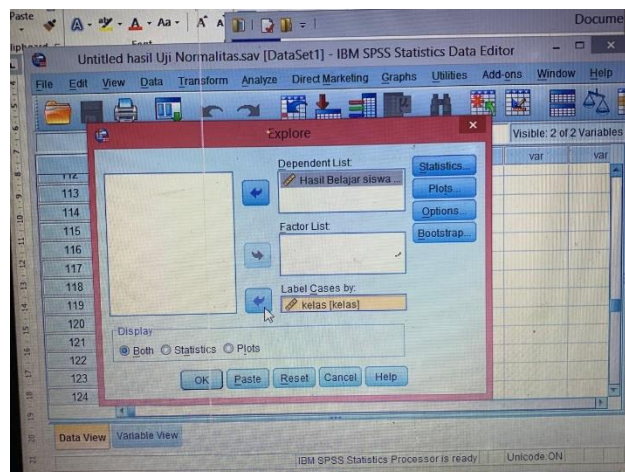 Paste
A
Aa
A
A
Docume
Untitled hasil Uji Normalitas.sav [DataSet1] - IBM SPSS Statistics Data Editor
File Edit View Data Transform Analyze Direct Marketing Graphs Utilities Add-ons Window Help
Visible: 2 of 2 Variables
Explore
var var
112
113
114
115
116
117
118
119
120
121
122
123
124
Dependent List:
Hasil Belajar siswa ...
Factor List:
Label Cases by:
kelas [kelas]
Statistics...
Plots...
Options...
Bootstrap...
Display
Both Statistics Plots
OK Paste Reset Cancel Help
Data View Variable View
IBM SPSS Statistics Processor is ready Unicode:ON